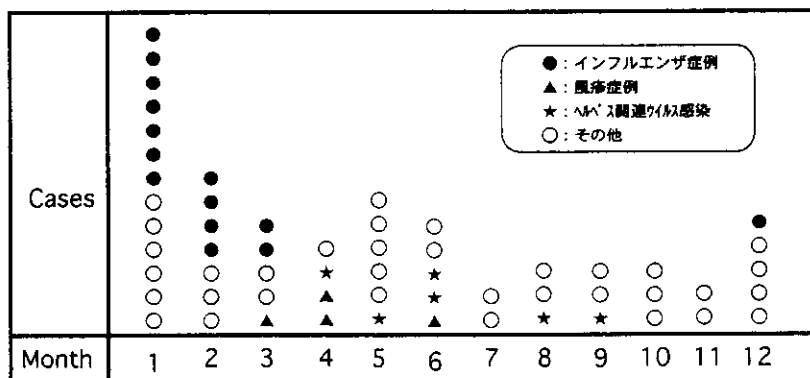 ●：インフルエンザ症例
▲：風疹症例
★：ヘルペス関連ウイルス感染
○：その他
Cases
Month 1 2 3 4 5 6 7 8 9 10 11 12